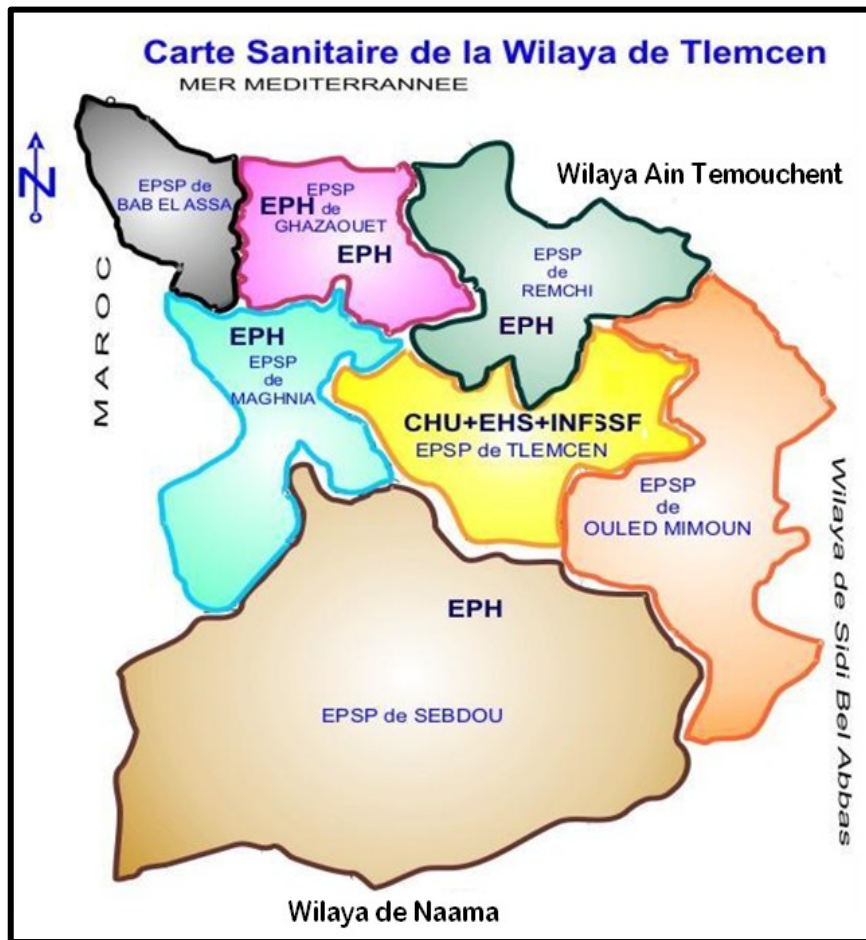 Carte Sanitaire de la Wilaya de Tlemcen
MER MEDITERRANNEE
N
Wilaya Ain Temouchent
EPSP de
BAB EL ASSA
EPSP
EPH de
GHAZAOUET
EPH
EPSP
de
REMCHI
EPH
MAROC
EPH
EPSP
de
MAGHNIA
CHU+EHS+INFSSF
EPSP de TLEMCEN
EPSP
de
OULED MIMOUN
Wilaya de Sidi Bel Abbas
EPH
EPSP de SEBDOU
Wilaya de Naama